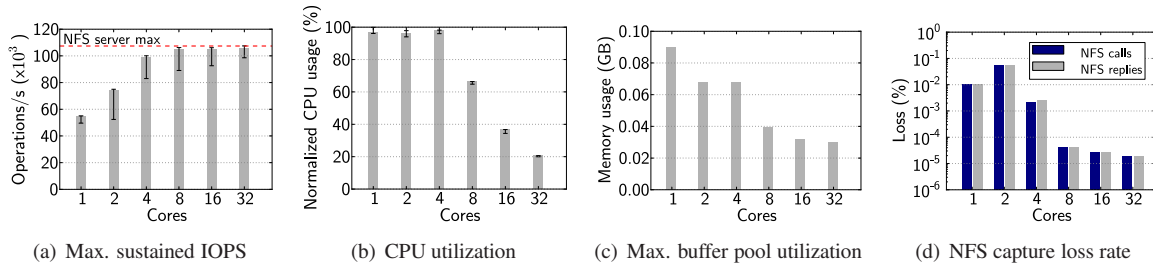 NFS server max
120
100
80
60
40
20
0
Operations/s (x10³)
1 2 4 8 16 32
Cores
(a) Max. sustained IOPS
100
80
60
40
20
0
Normalized CPU usage (%)
1 2 4 8 16 32
Cores
(b) CPU utilization
0.10
0.08
0.06
0.04
0.02
0.00
Memory usage (GB)
1 2 4 8 16 32
Cores
(c) Max. buffer pool utilization
10⁰
10⁻¹
10⁻²
10⁻³
10⁻⁴
10⁻⁵
10⁻⁶
Loss (%)
NFS calls
NFS replies
1 2 4 8 16 32
Cores
(d) NFS capture loss rate